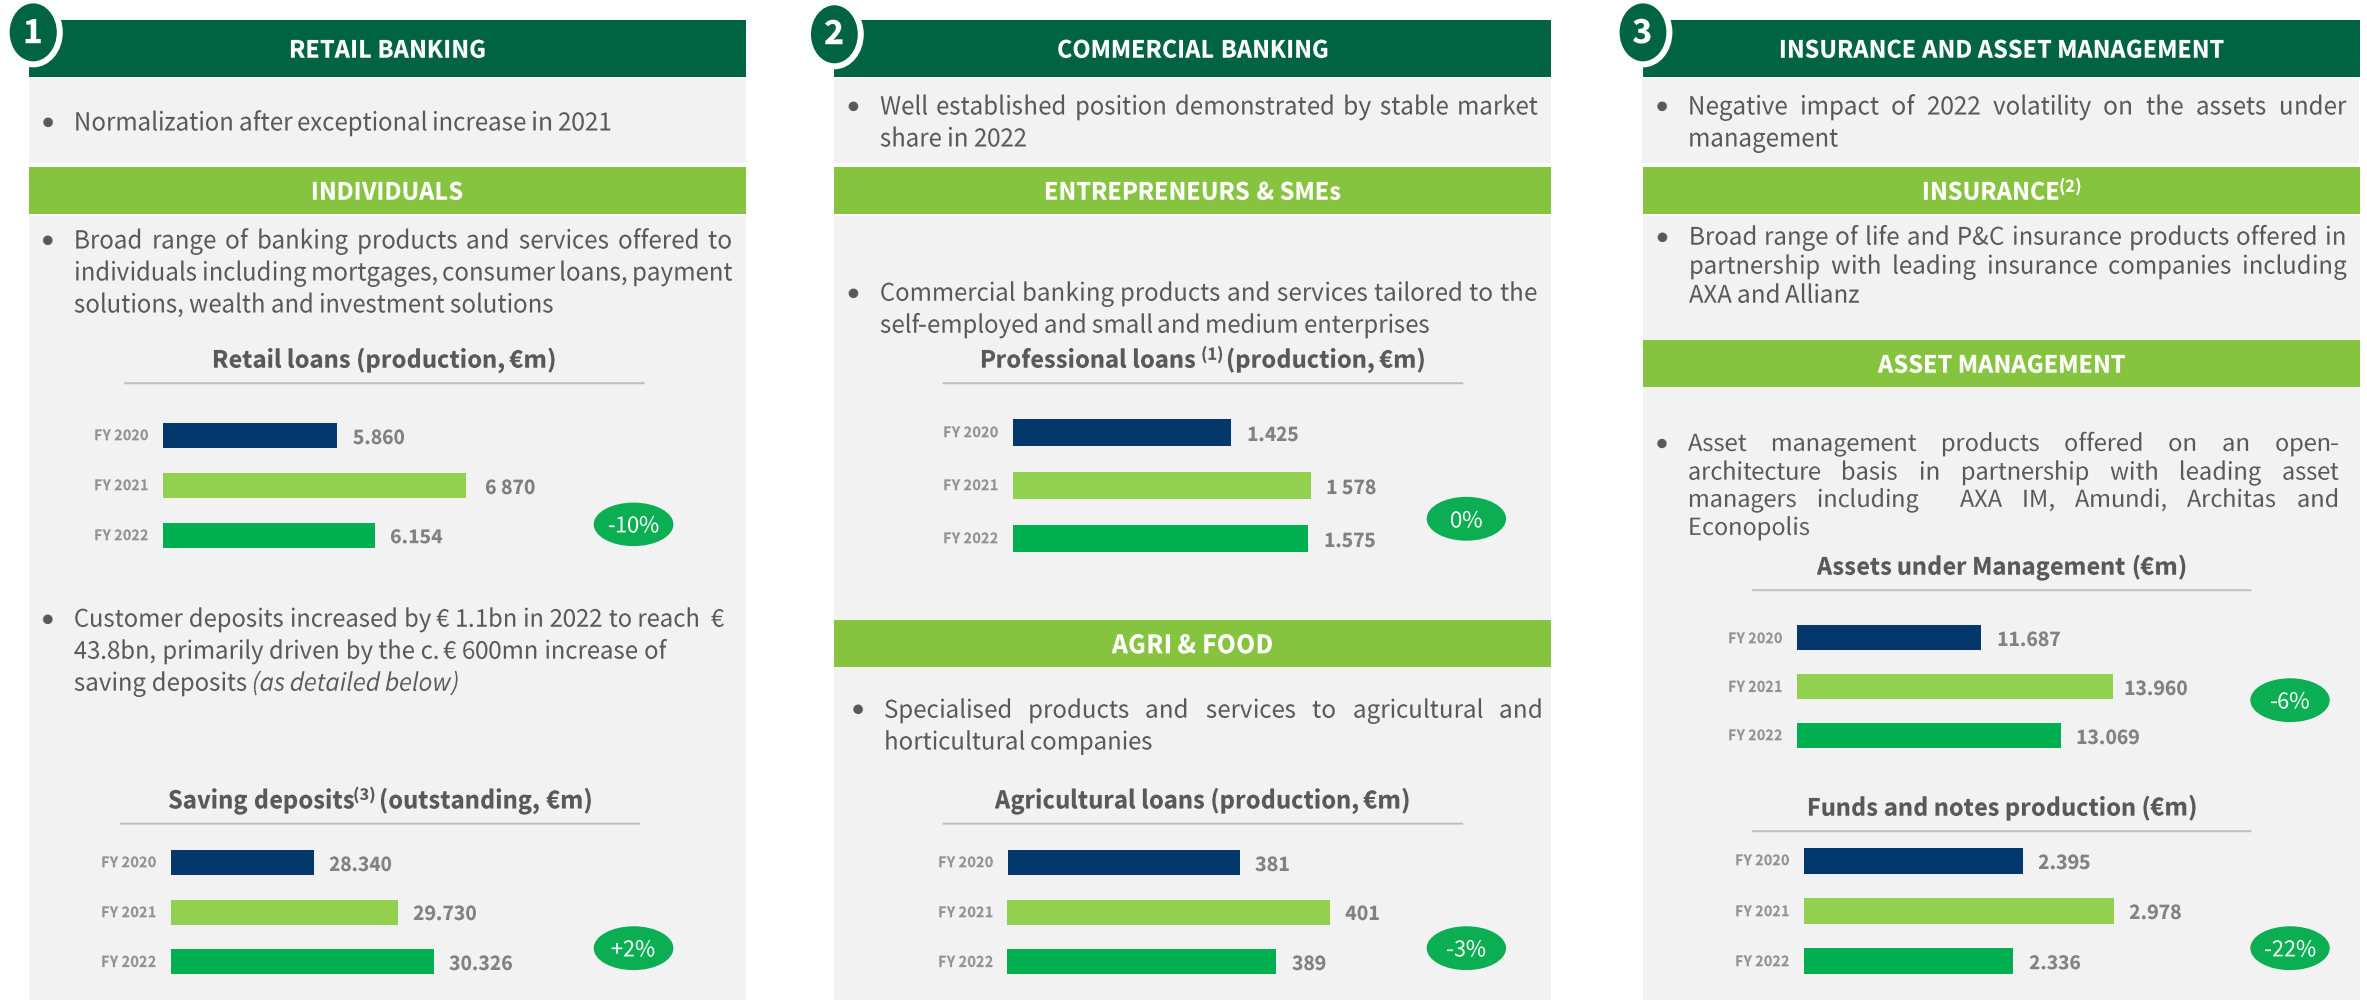 1
RETAIL BANKING
• Normalization after exceptional increase in 2021
INDIVIDUALS
• Broad range of banking products and services offered to
individuals including mortgages, consumer loans, payment
solutions, wealth and investment solutions
Retail loans (production, €m)
FY 2020 5.860
FY 2021 6 870
FY 2022 6.154
-10%
• Customer deposits increased by € 1.1bn in 2022 to reach €
43.8bn, primarily driven by the c. € 600mn increase of
saving deposits (as detailed below)
Saving deposits(3) (outstanding, €m)
FY 2020 28.340
FY 2021 29.730
FY 2022 30.326
+2%
2
COMMERCIAL BANKING
• Well established position demonstrated by stable market
share in 2022
ENTREPRENEURS & SMEs
• Commercial banking products and services tailored to the
self-employed and small and medium enterprises
Professional loans (1) (production, €m)
FY 2020 1.425
FY 2021 1 578
FY 2022 1.575
0%
AGRI & FOOD
• Specialised products and services to agricultural and
horticultural companies
Agricultural loans (production, €m)
FY 2020 381
FY 2021 401
FY 2022 389
-3%
3
INSURANCE AND ASSET MANAGEMENT
• Negative impact of 2022 volatility on the assets under
management
INSURANCE(2)
• Broad range of life and P&C insurance products offered in
partnership with leading insurance companies including
AXA and Allianz
ASSET MANAGEMENT
• Asset management products offered on an open-
architecture basis in partnership with leading asset
managers including AXA IM, Amundi, Architas and
Econopolis
Assets under Management (€m)
FY 2020 11.687
FY 2021 13.960
FY 2022 13.069
-6%
Funds and notes production (€m)
FY 2020 2.395
FY 2021 2.978
FY 2022 2.336
-22%